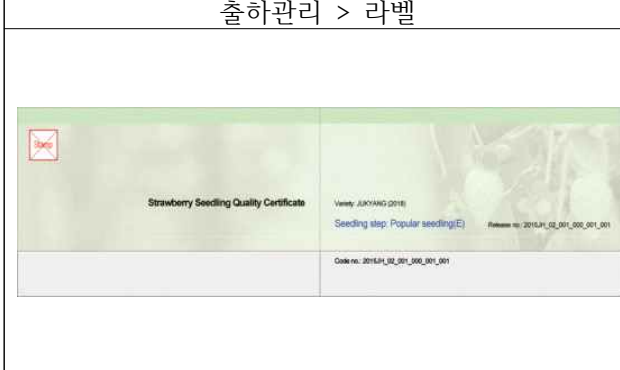 출하관리 > 라벨
Stamp
Strawberry Seedling Quality Certificate
Variety: JUKYANG (2018)
Seedling step: Popular seedling(E)
Release no.: 2015JH_02_001_000_001_001
Code no.: 2015JH_02_001_000_001_001